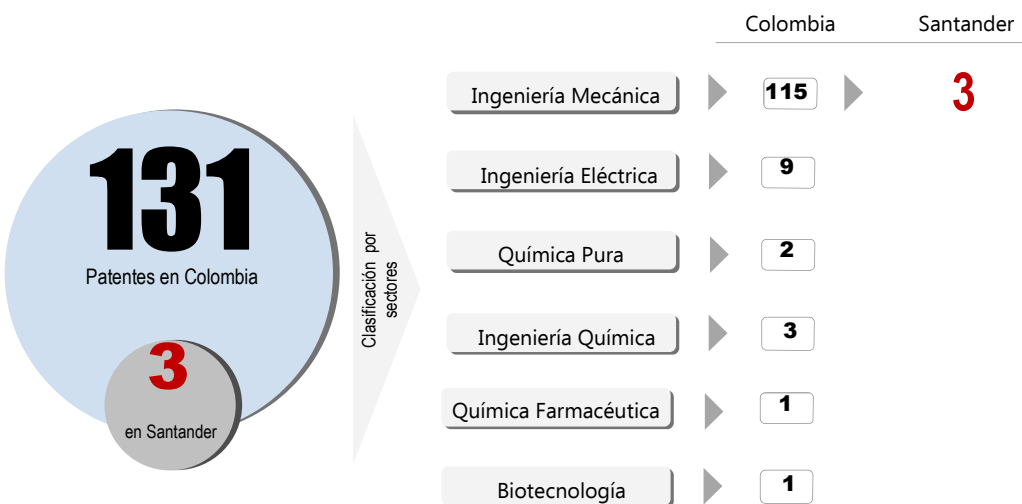 Colombia Santander
131
Patentes en Colombia
3
en Santander
Clasificación por
sectores
Ingeniería Mecánica 115 3
Ingeniería Eléctrica 9
Química Pura 2
Ingeniería Química 3
Química Farmacéutica 1
Biotecnología 1